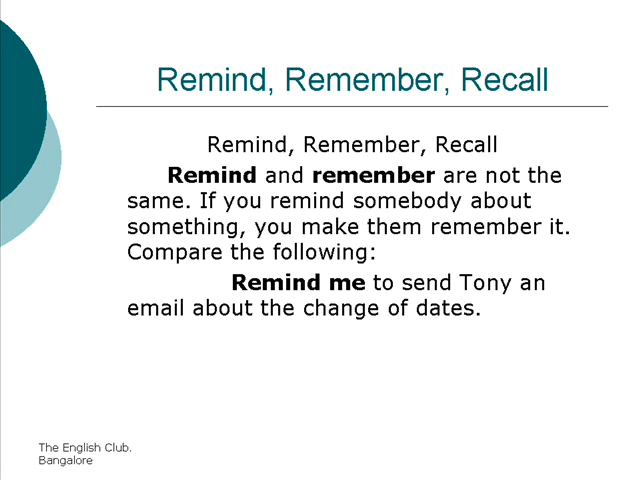 Remind, Remember, Recall
Remind, Remember, Recall
Remind and remember are not the
same. If you remind somebody about
something, you make them remember it.
Compare the following:
Remind me to send Tony an
email about the change of dates.
The English Club.
Bangalore